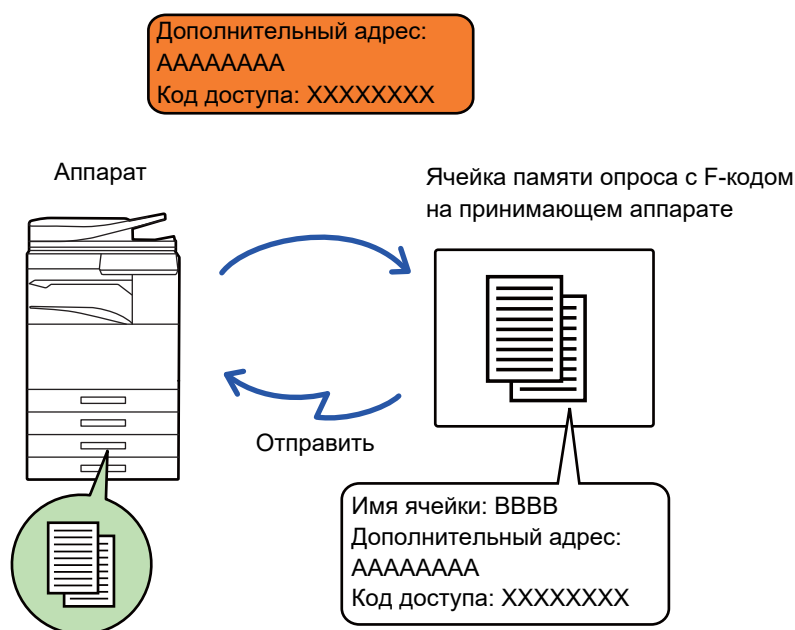 Дополнительный адрес:
AAAAAAAA
Код доступа: XXXXXXXX
Аппарат
Ячейка памяти опроса с F-кодом
на принимающем аппарате
Отправить
Имя ячейки: BBBB
Дополнительный адрес:
AAAAAAAA
Код доступа: XXXXXXXX